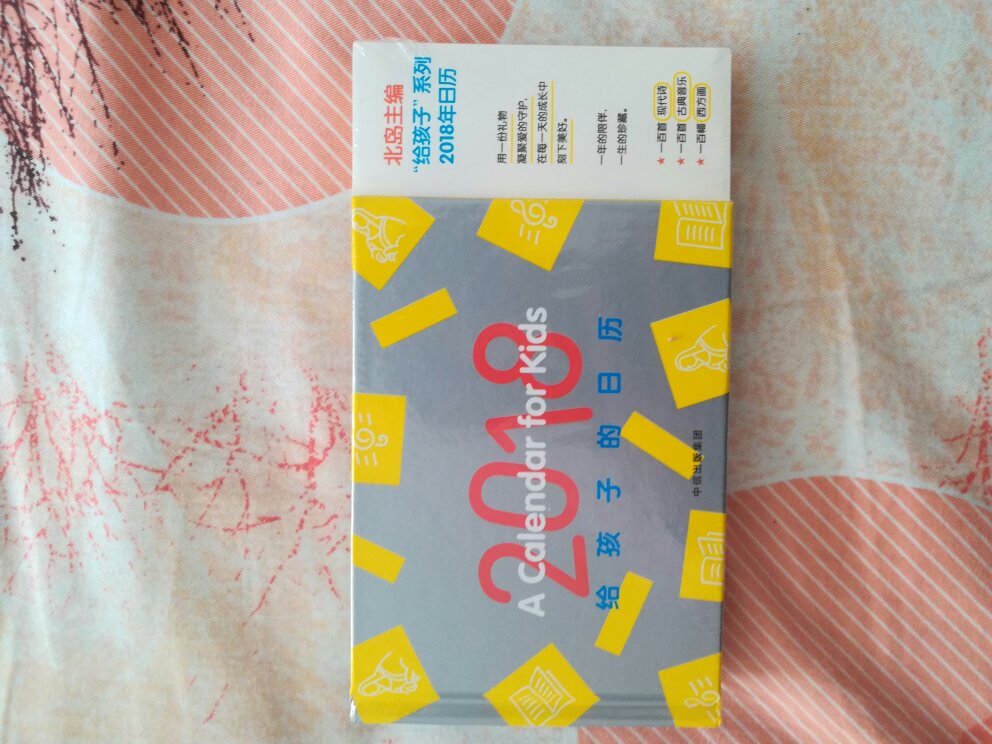 北岛主编
“给孩子”系列
2018年日历
用一份礼物
凝聚爱的守护，
在每一天的成长中
刻下美好。
一年的陪伴，
一生的珍藏。
★ 一百首 现代诗
★ 一百首 古典音乐
★ 一百幅 西方画
2018
A Calendar for Kids
给孩子的日历
中信出版集团